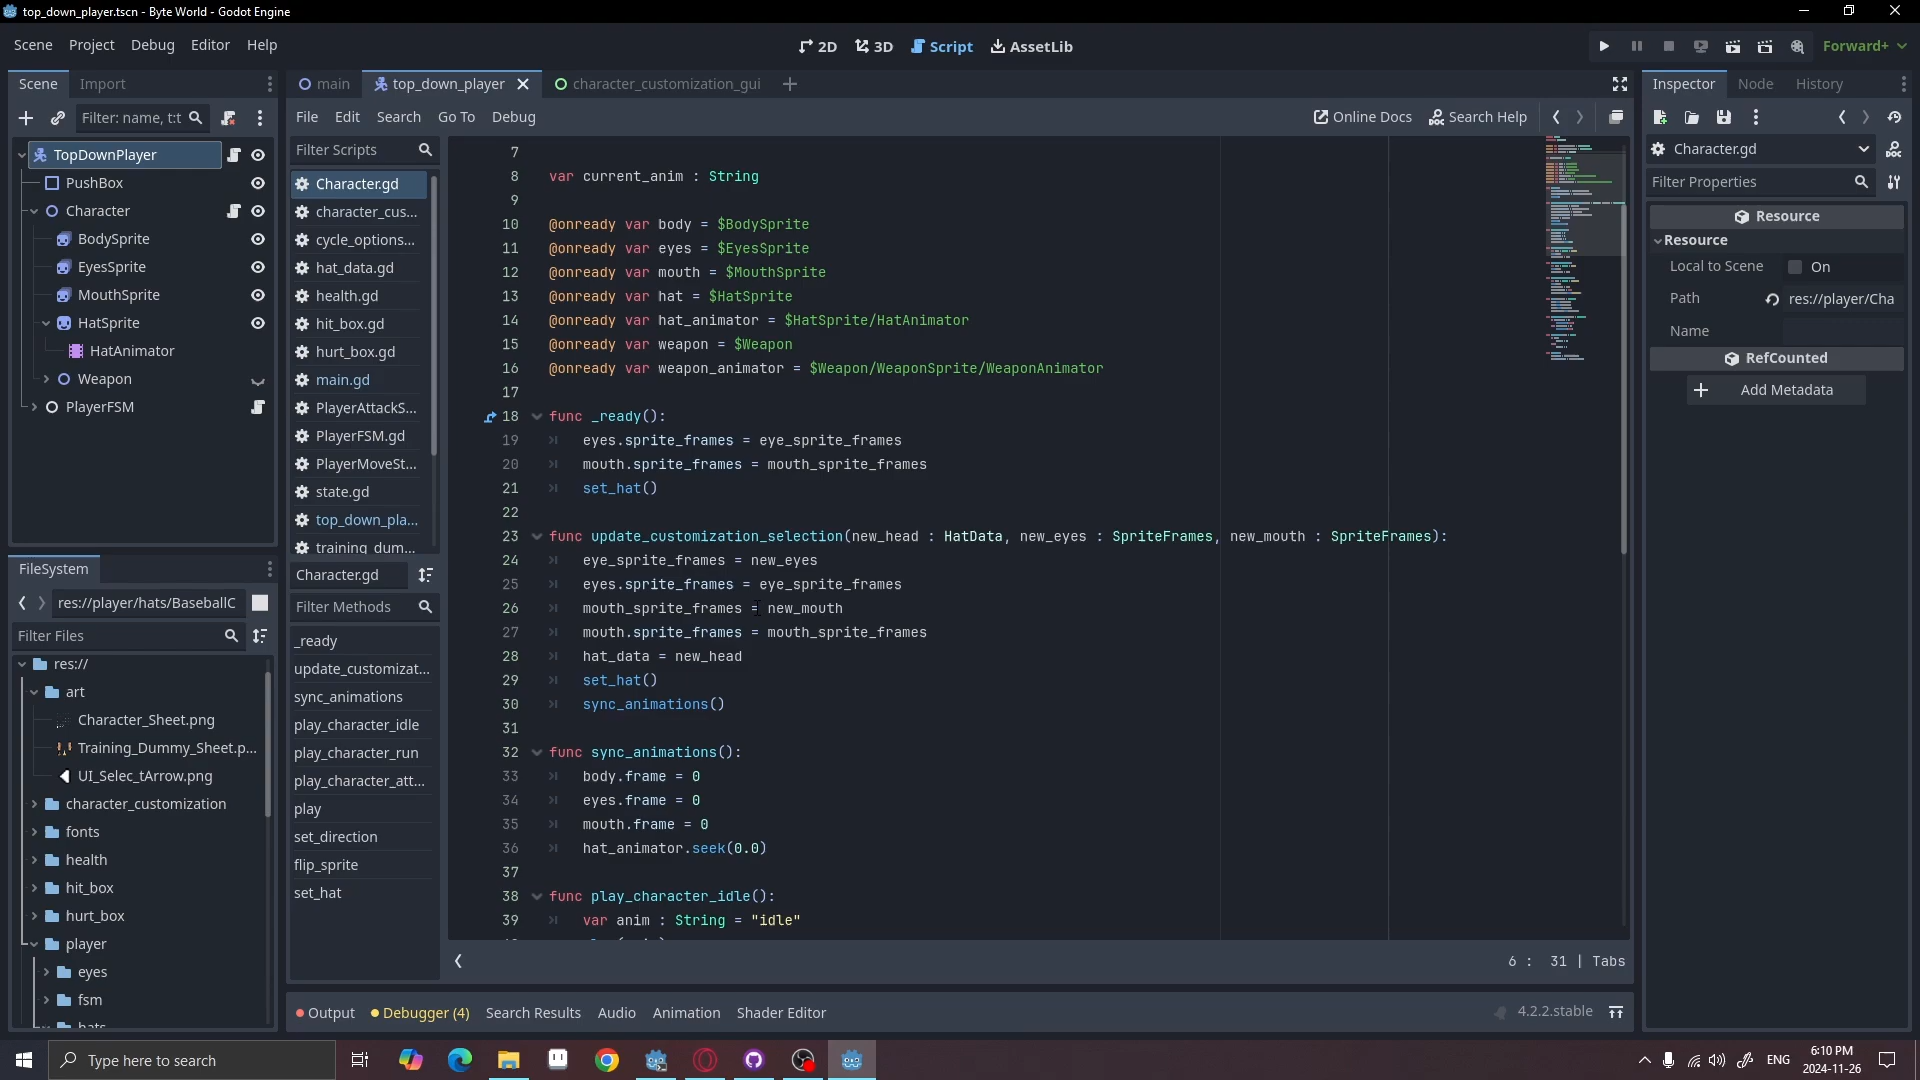 top_down_player.tscn - Byte World - Godot Engine
Scene Project Debug Editor Help
2D 3D Script AssetLib
Forward+
Scene Import
main top_down_player character_customization_gui
Inspector Node History
Filter: name, t:t
File Edit Search Go To Debug
Online Docs Search Help
TopDownPlayer
PushBox
Character
BodySprite
EyesSprite
MouthSprite
HatSprite
HatAnimator
Weapon
PlayerFSM
FileSystem
res://player/hats/BaseballC
Filter Files
res://
art
Character_Sheet.png
Training_Dummy_Sheet.p...
UI_Selec_tArrow.png
character_customization
fonts
health
hit_box
hurt_box
player
eyes
fsm
hats
Filter Scripts
Character.gd
character_cus...
cycle_options...
hat_data.gd
health.gd
hit_box.gd
hurt_box.gd
main.gd
PlayerAttackS...
PlayerFSM.gd
PlayerMoveSt...
state.gd
top_down_pla...
training_dum...
Character.gd
Filter Methods
_ready
update_customizat...
sync_animations
play_character_idle
play_character_run
play_character_att...
play
set_direction
flip_sprite
set_hat
7
8 var current_anim : String
9
10 @onready var body = $BodySprite
11 @onready var eyes = $EyesSprite
12 @onready var mouth = $MouthSprite
13 @onready var hat = $HatSprite
14 @onready var hat_animator = $HatSprite/HatAnimator
15 @onready var weapon = $Weapon
16 @onready var weapon_animator = $Weapon/WeaponSprite/WeaponAnimator
17
18 func _ready():
19 eyes.sprite_frames = eye_sprite_frames
20 mouth.sprite_frames = mouth_sprite_frames
21 set_hat()
22
23 func update_customization_selection(new_head : HatData, new_eyes : SpriteFrames, new_mouth : SpriteFrames):
24 eye_sprite_frames = new_eyes
25 eyes.sprite_frames = eye_sprite_frames
26 mouth_sprite_frames = new_mouth
27 mouth.sprite_frames = mouth_sprite_frames
28 hat_data = new_head
29 set_hat()
30 sync_animations()
31
32 func sync_animations():
33 body.frame = 0
34 eyes.frame = 0
35 mouth.frame = 0
36 hat_animator.seek(0.0)
37
38 func play_character_idle():
39 var anim : String = "idle"
6 : 31 | Tabs
Output Debugger (4) Search Results Audio Animation Shader Editor
4.2.2.stable
Character.gd
Filter Properties
Resource
Resource
Local to Scene On
Path res://player/Cha
Name
RefCounted
Add Metadata
Type here to search
ENG
6:10 PM
2024-11-26